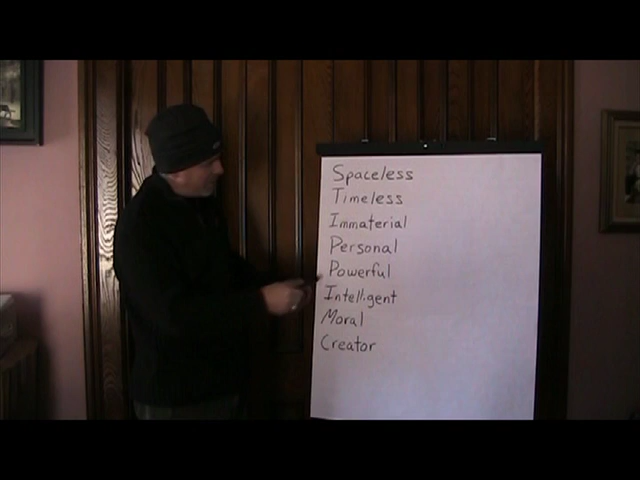 Spaceless
Timeless
Immaterial
Personal
Powerful
Intelligent
Moral
Creator